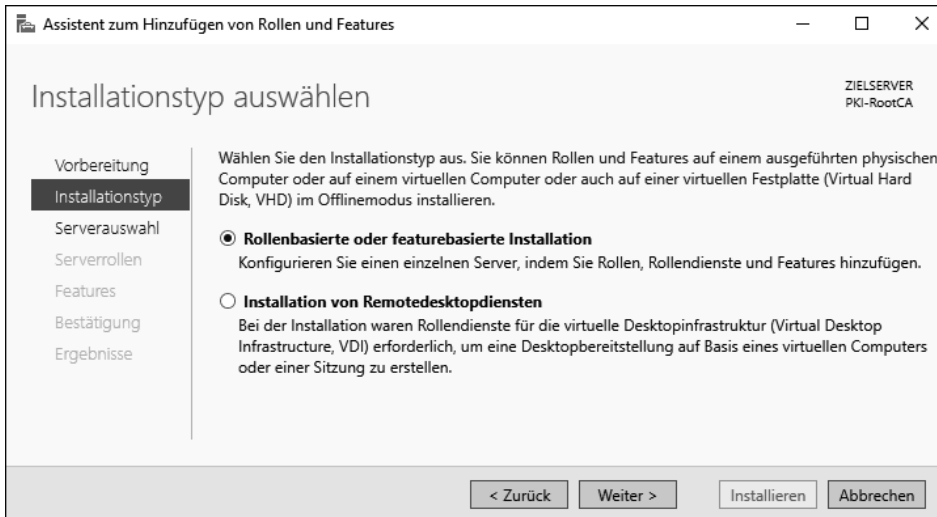 Assistent zum Hinzufügen von Rollen und Features
Installationstyp auswählen
ZIELSERVER
PKI-RootCA
Vorbereitung
Installationstyp
Serverauswahl
Serverrollen
Features
Bestätigung
Ergebnisse
Wählen Sie den Installationstyp aus. Sie können Rollen und Features auf einem ausgeführten physischen
Computer oder auf einem virtuellen Computer oder auch auf einer virtuellen Festplatte (Virtual Hard
Disk, VHD) im Offlinemodus installieren.
Rollenbasierte oder featurebasierte Installation
Konfigurieren Sie einen einzelnen Server, indem Sie Rollen, Rollendienste und Features hinzufügen.
Installation von Remotedesktopdiensten
Bei der Installation waren Rollendienste für die virtuelle Desktopinfrastruktur (Virtual Desktop
Infrastructure, VDI) erforderlich, um eine Desktopbereitstellung auf Basis eines virtuellen Computers
oder einer Sitzung zu erstellen.
< Zurück
Weiter >
Installieren
Abbrechen